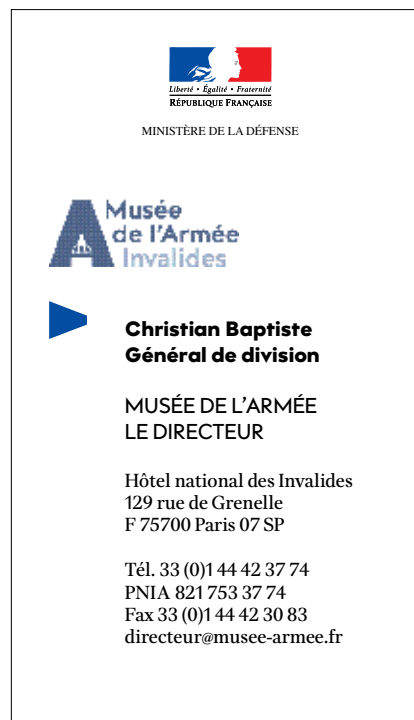 Liberté • Égalité • Fraternité
RÉPUBLIQUE FRANÇAISE
MINISTÈRE DE LA DÉFENSE
Musée
de l'Armée
Invalides
Christian Baptiste
Général de division
MUSÉE DE L'ARMÉE
LE DIRECTEUR
Hôtel national des Invalides
129 rue de Grenelle
F 75700 Paris 07 SP
Tél. 33 (0)1 44 42 37 74
PNIA 821 753 37 74
Fax 33 (0)1 44 42 30 83
directeur@musee-armee.fr